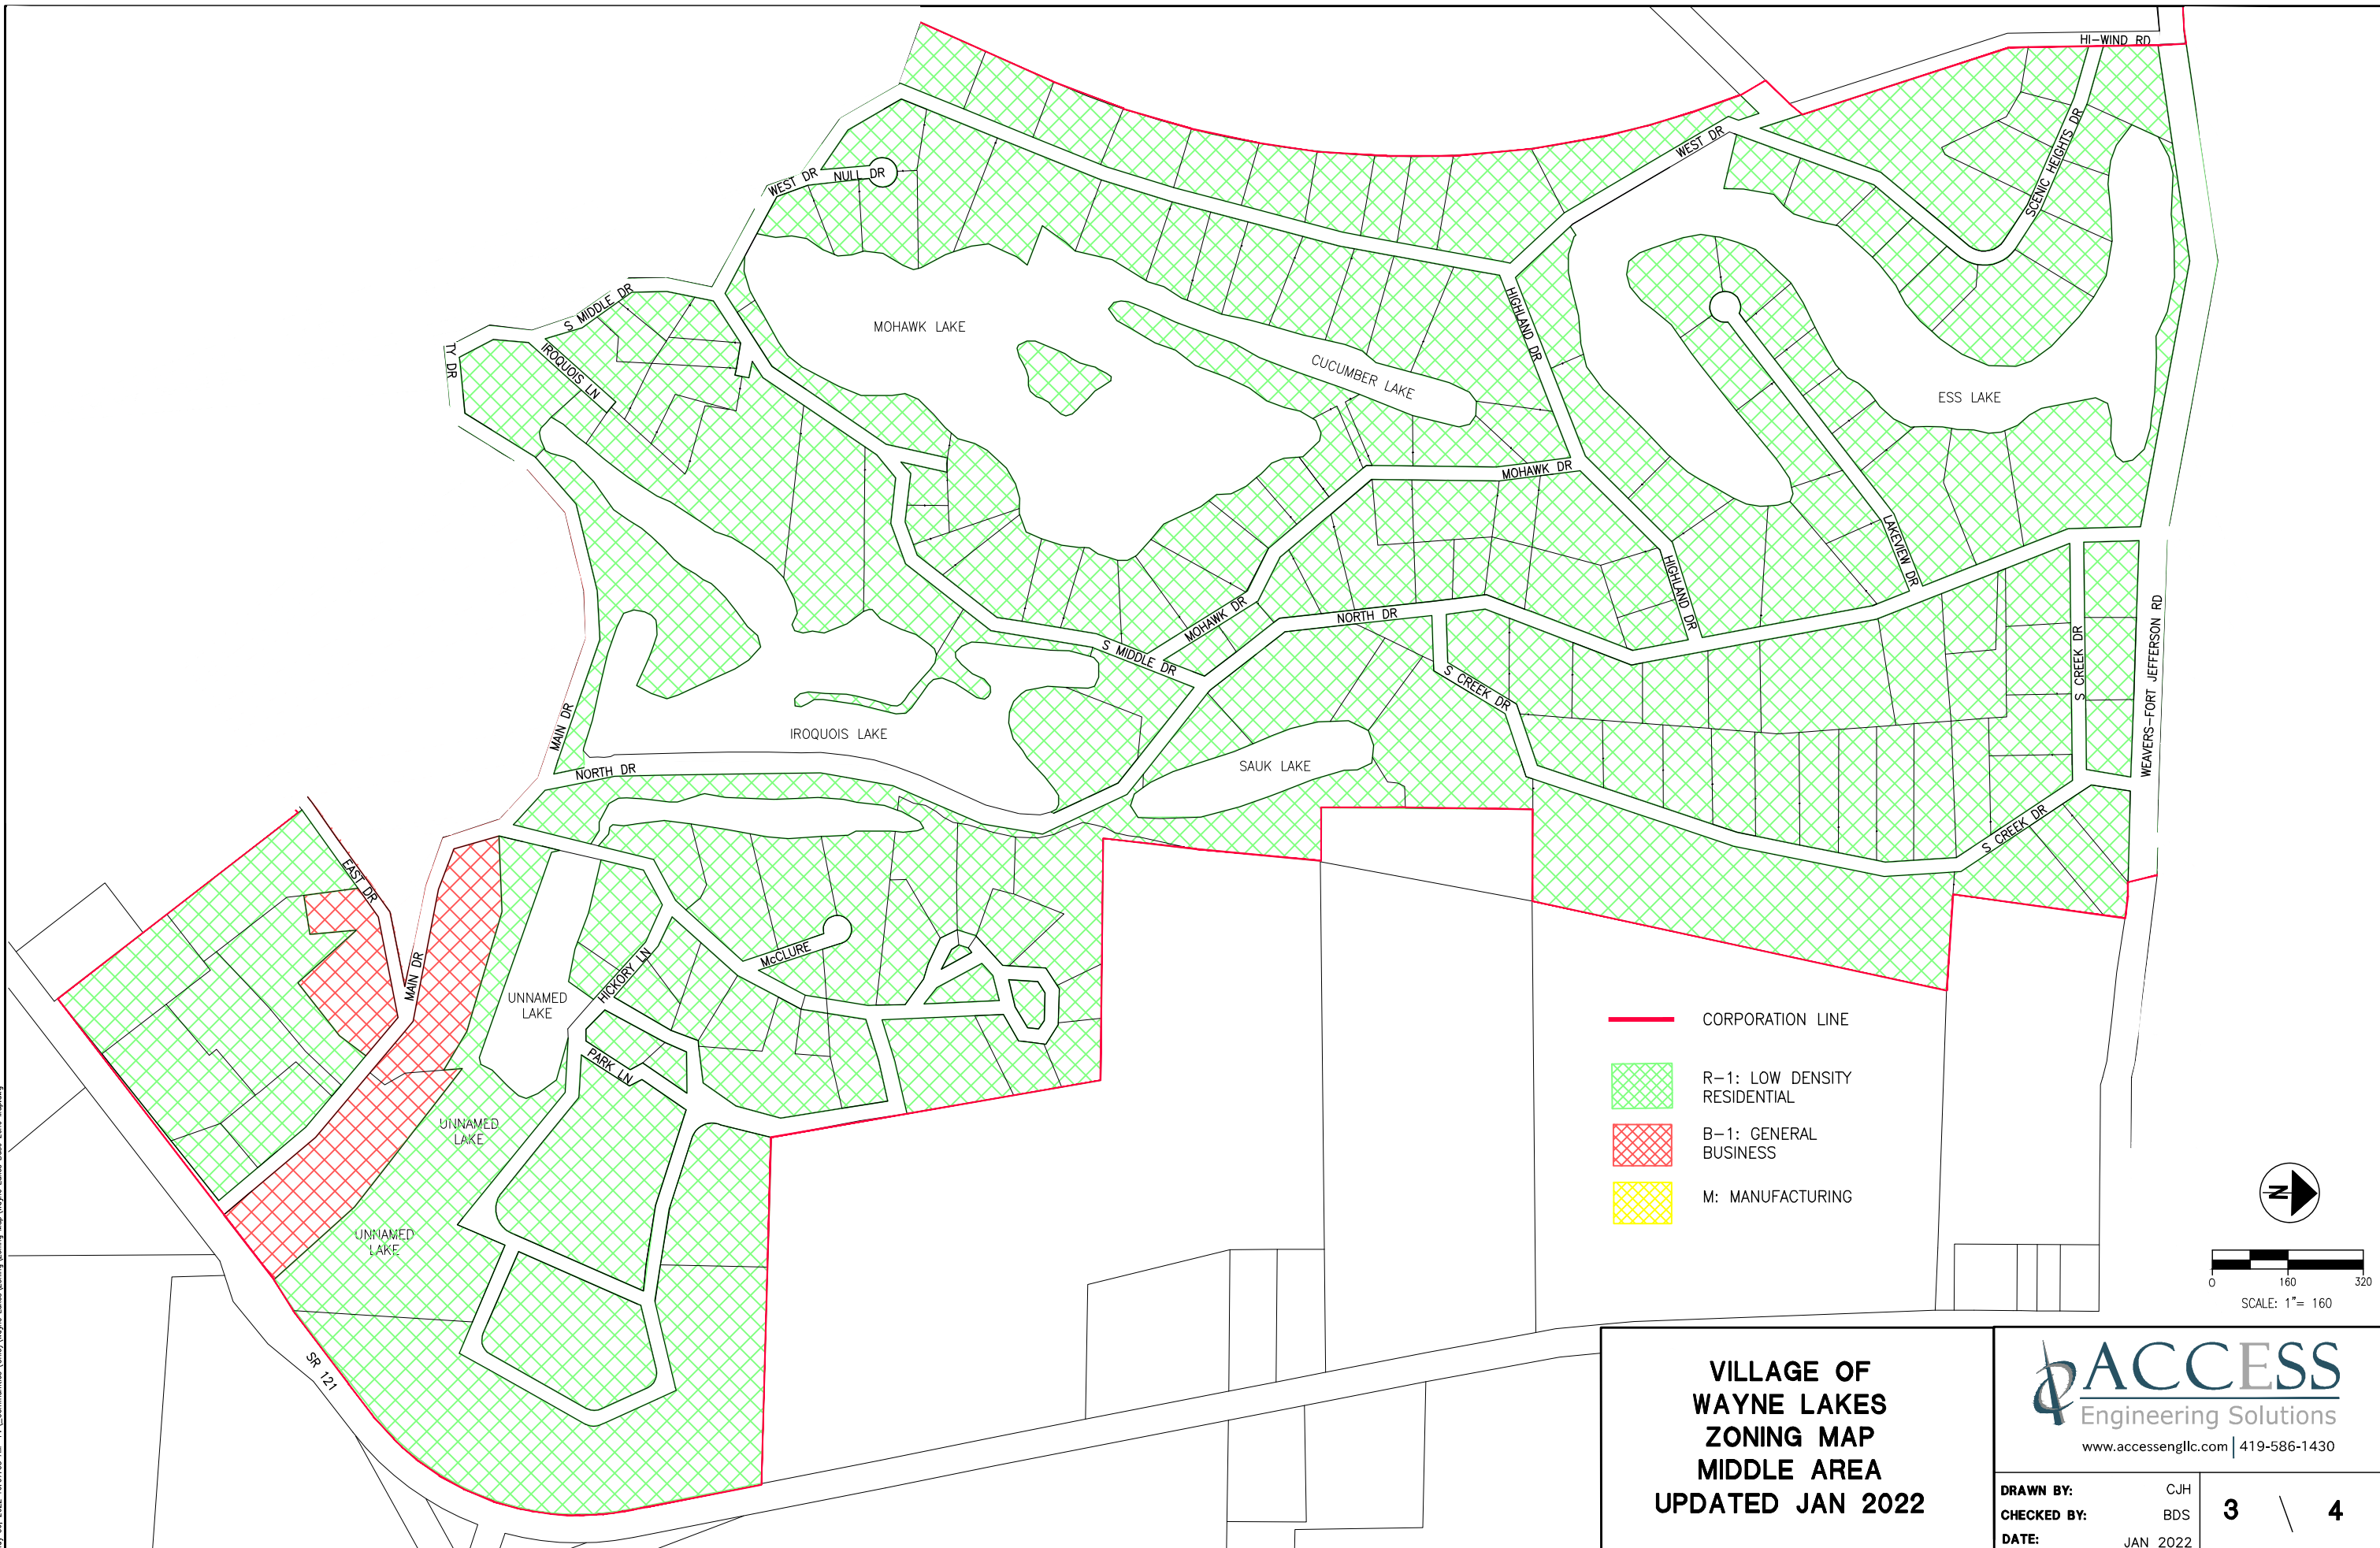 HI-WIND RD
WEST DR
WEST DR
NULL DR
SCENIC HEIGHTS DR
S MIDDLE DR
MOHAWK LAKE
HIGHLAND DR
TY DR
IROQUOIS LN
CUCUMBER LAKE
ESS LAKE
MOHAWK DR
LAKEVIEW DR
HIGHLAND DR
MOHAWK DR
NORTH DR
S MIDDLE DR
S CREEK DR
S CREEK DR
WEAVERS-FORT JEFFERSON RD
MAIN DR
IROQUOIS LAKE
SAUK LAKE
NORTH DR
S CREEK DR
EAST DR
MAIN DR
McCLURE
HICKORY LN
UNNAMED
LAKE
PARK LN
UNNAMED
LAKE
UNNAMED
LAKE
SR 121
CORPORATION LINE
R-1: LOW DENSITY
RESIDENTIAL
B-1: GENERAL
BUSINESS
M: MANUFACTURING
N
0 160 320
SCALE: 1"= 160
VILLAGE OF
WAYNE LAKES
ZONING MAP
MIDDLE AREA
UPDATED JAN 2022
ACCESS
Engineering Solutions
www.accessengllc.com | 419-586-1430
DRAWN BY: CJH
CHECKED BY: BDS
DATE: JAN 2022
3 \ 4